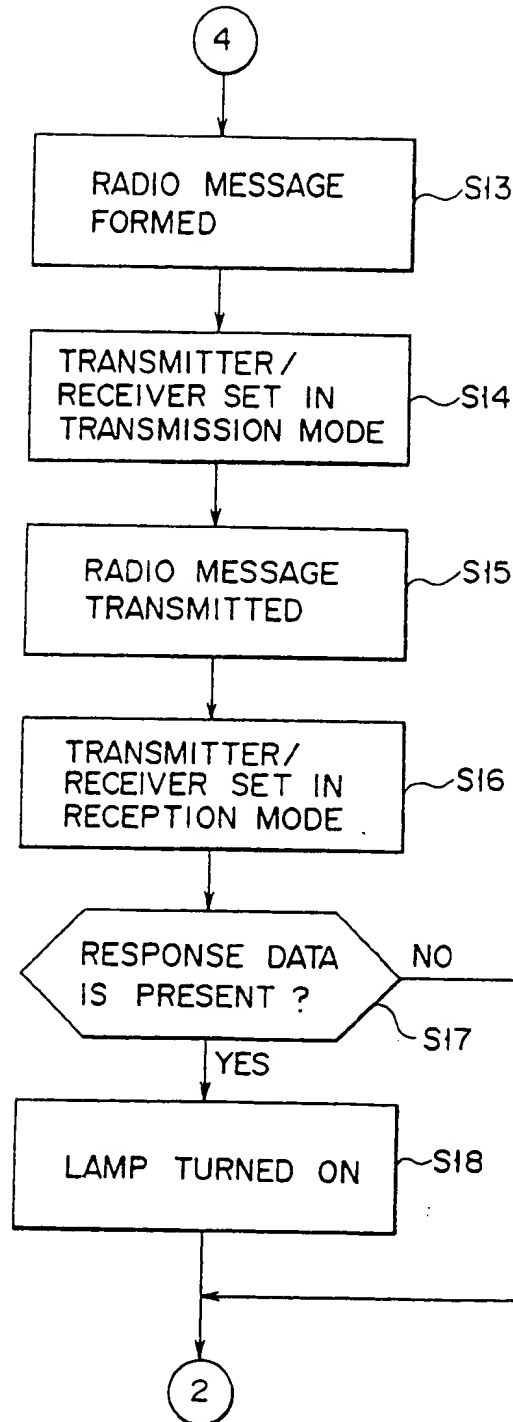 4
RADIO MESSAGE
FORMED
S13
TRANSMITTER/
RECEIVER SET IN
TRANSMISSION MODE
S14
RADIO MESSAGE
TRANSMITTED
S15
TRANSMITTER/
RECEIVER SET IN
RECEPTION MODE
S16
RESPONSE DATA
IS PRESENT ?
NO
S17
YES
LAMP TURNED ON
S18
2